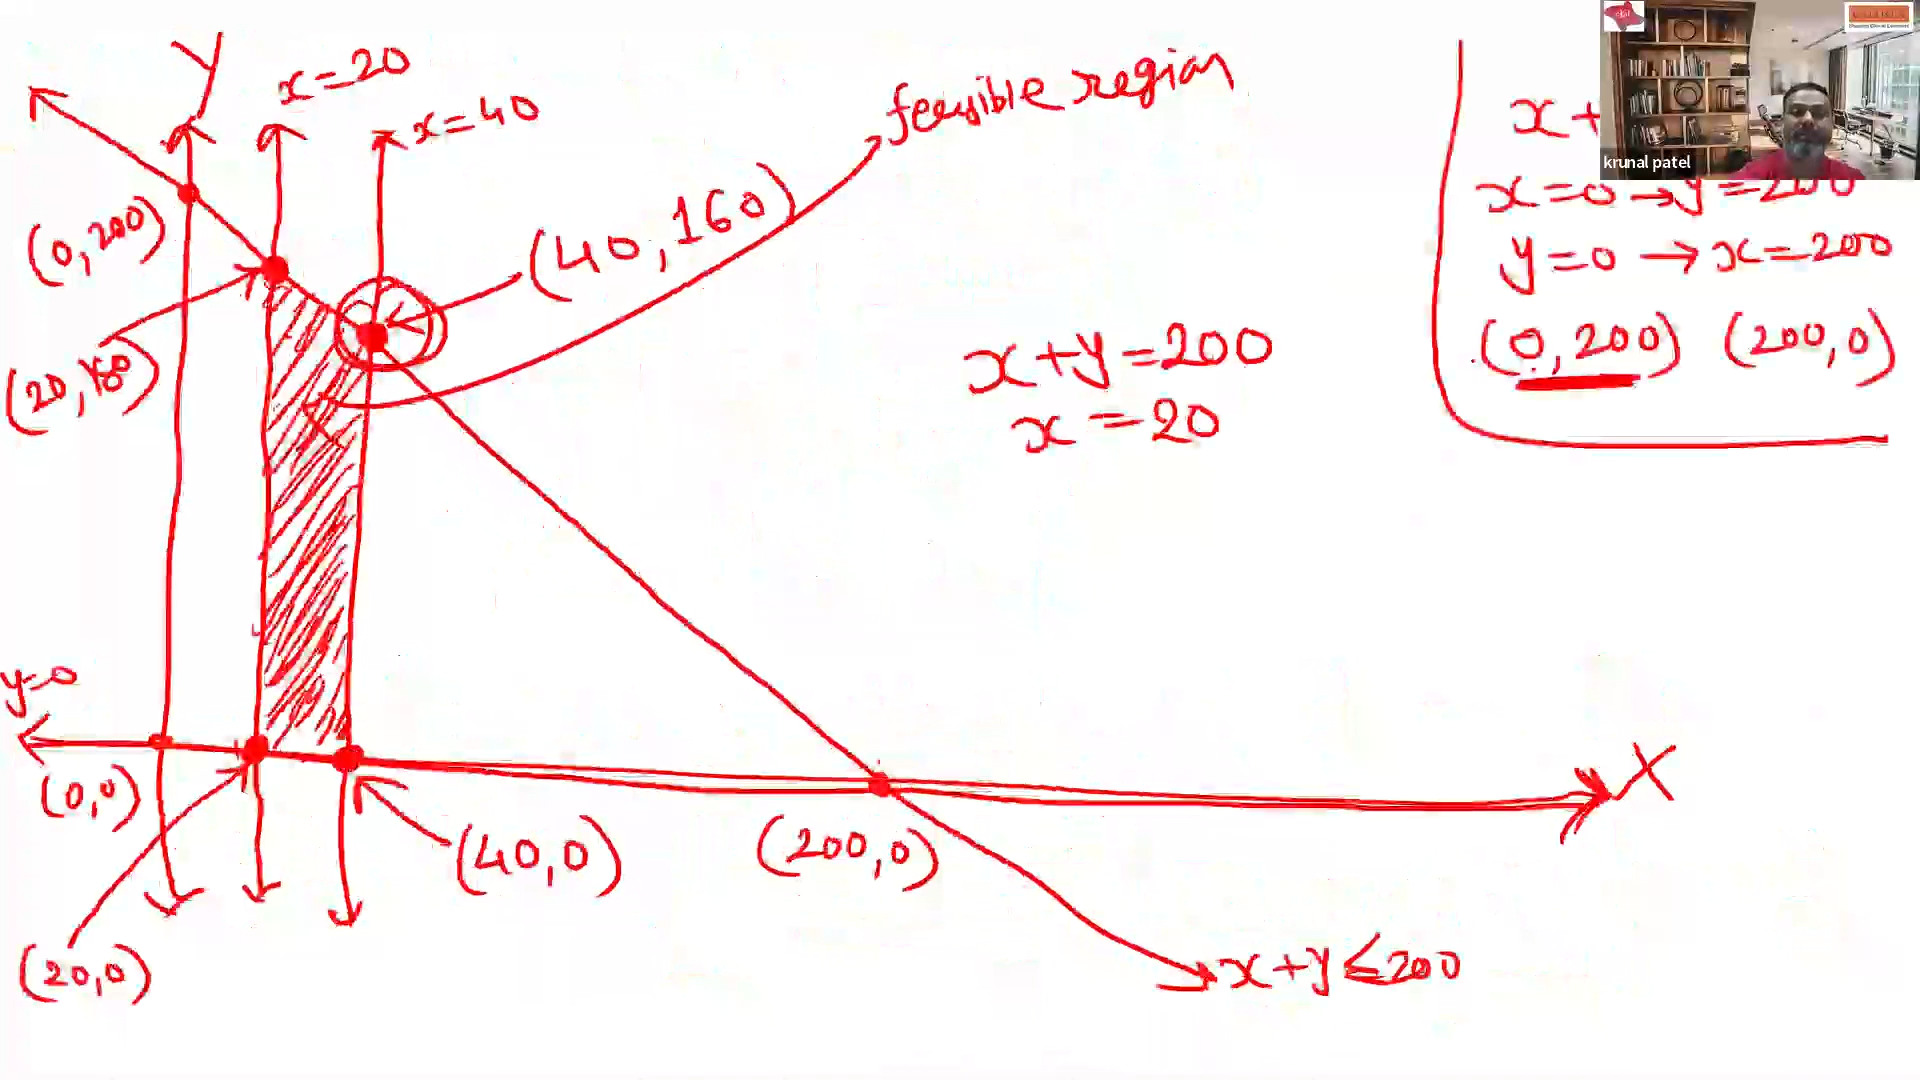 Y
x=20
x=40
feasible region
(0,200)
(40,160)
(20,180)
x+y=200
x=20
x+
x=0→y=200
y=0→x=200
(0,200) (200,0)
krunal patel
y=0
(0,0)
(40,0)
(200,0)
X
(20,0)
x+y≤200